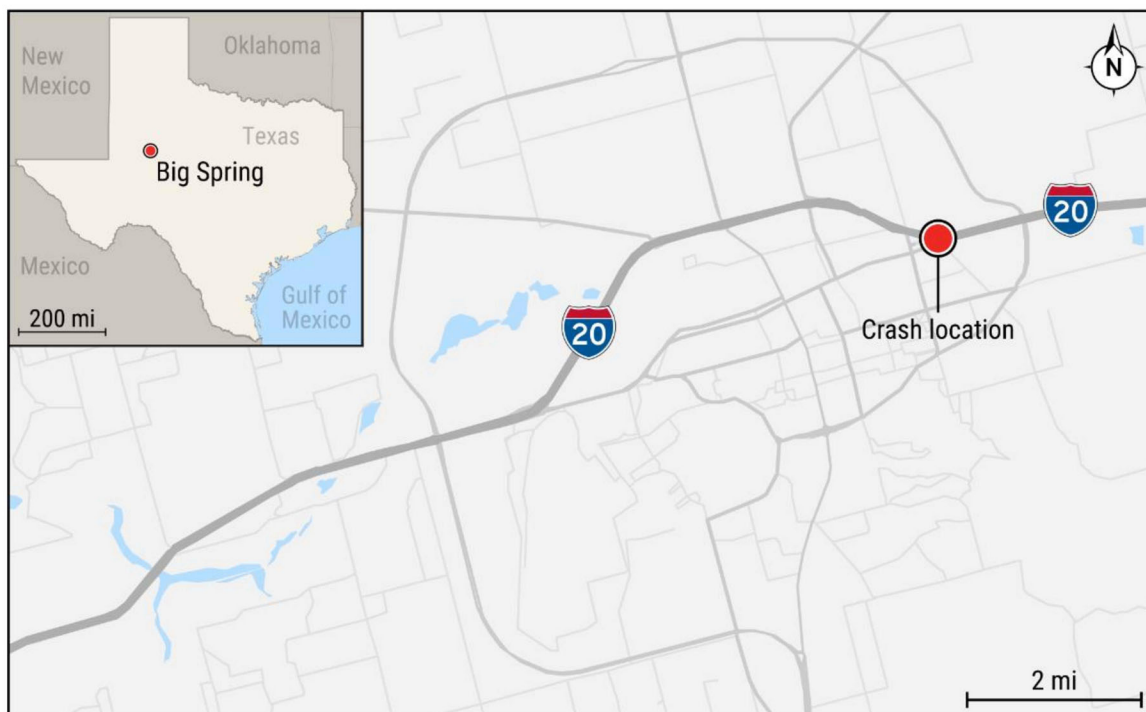 New
Mexico
Oklahoma
Texas
Big Spring
Mexico
200 mi
Gulf of
Mexico
N
20
20
Crash location
2 mi